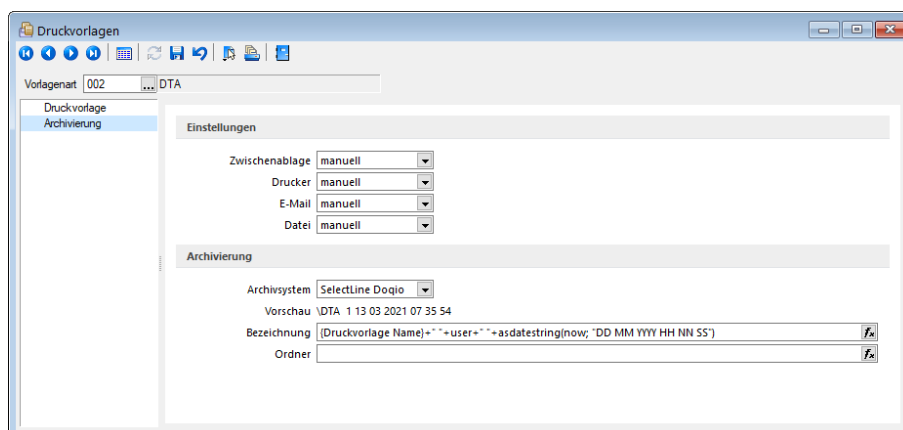 Druckvorlagen
Vorlagenart 002 ... DTA
Druckvorlage
Archivierung
Einstellungen
Zwischenablage manuell
Drucker manuell
E-Mail manuell
Datei manuell
Archivierung
Archivsystem SelectLine Doqio
Vorschau \DTA 1 13 03 2021 07 35 54
Bezeichnung {Druckvorlage Name}+" "+user+" "+asdatestring(now; "DD MM YYYY HH NN SS") fx
Ordner fx